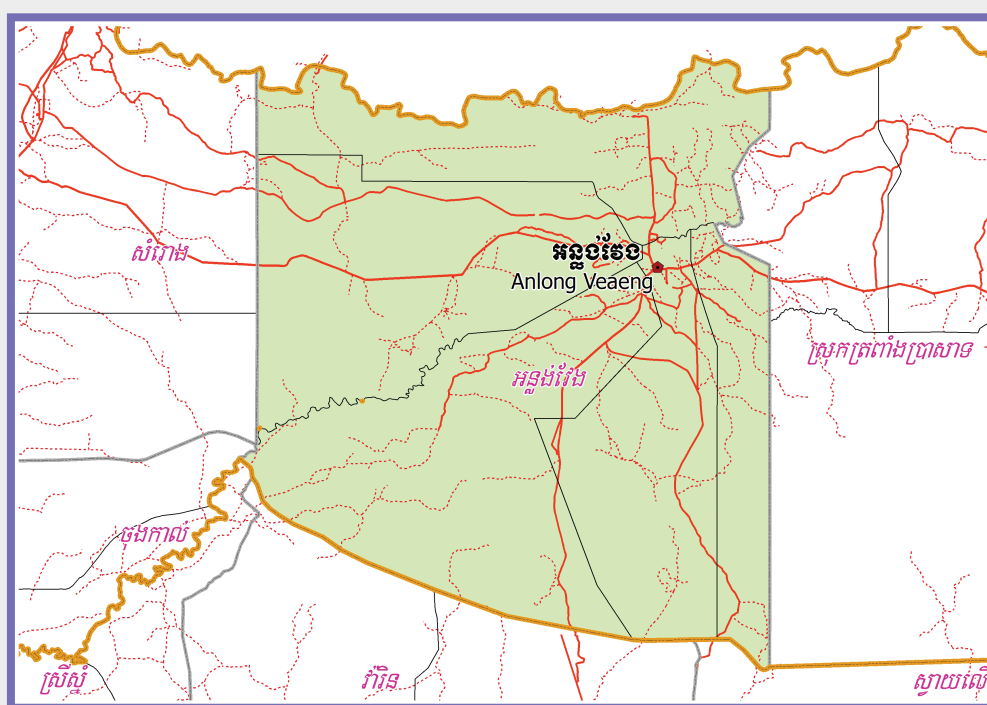 សំរោង
អន្លង់វែង
Anlong Veaeng
ស្រុកត្រពាំងប្រាសាទ
អន្លង់វែង
ចុងកាល់
ស្រីស្នំ
វ៉ារិន
ស្វាយលើ